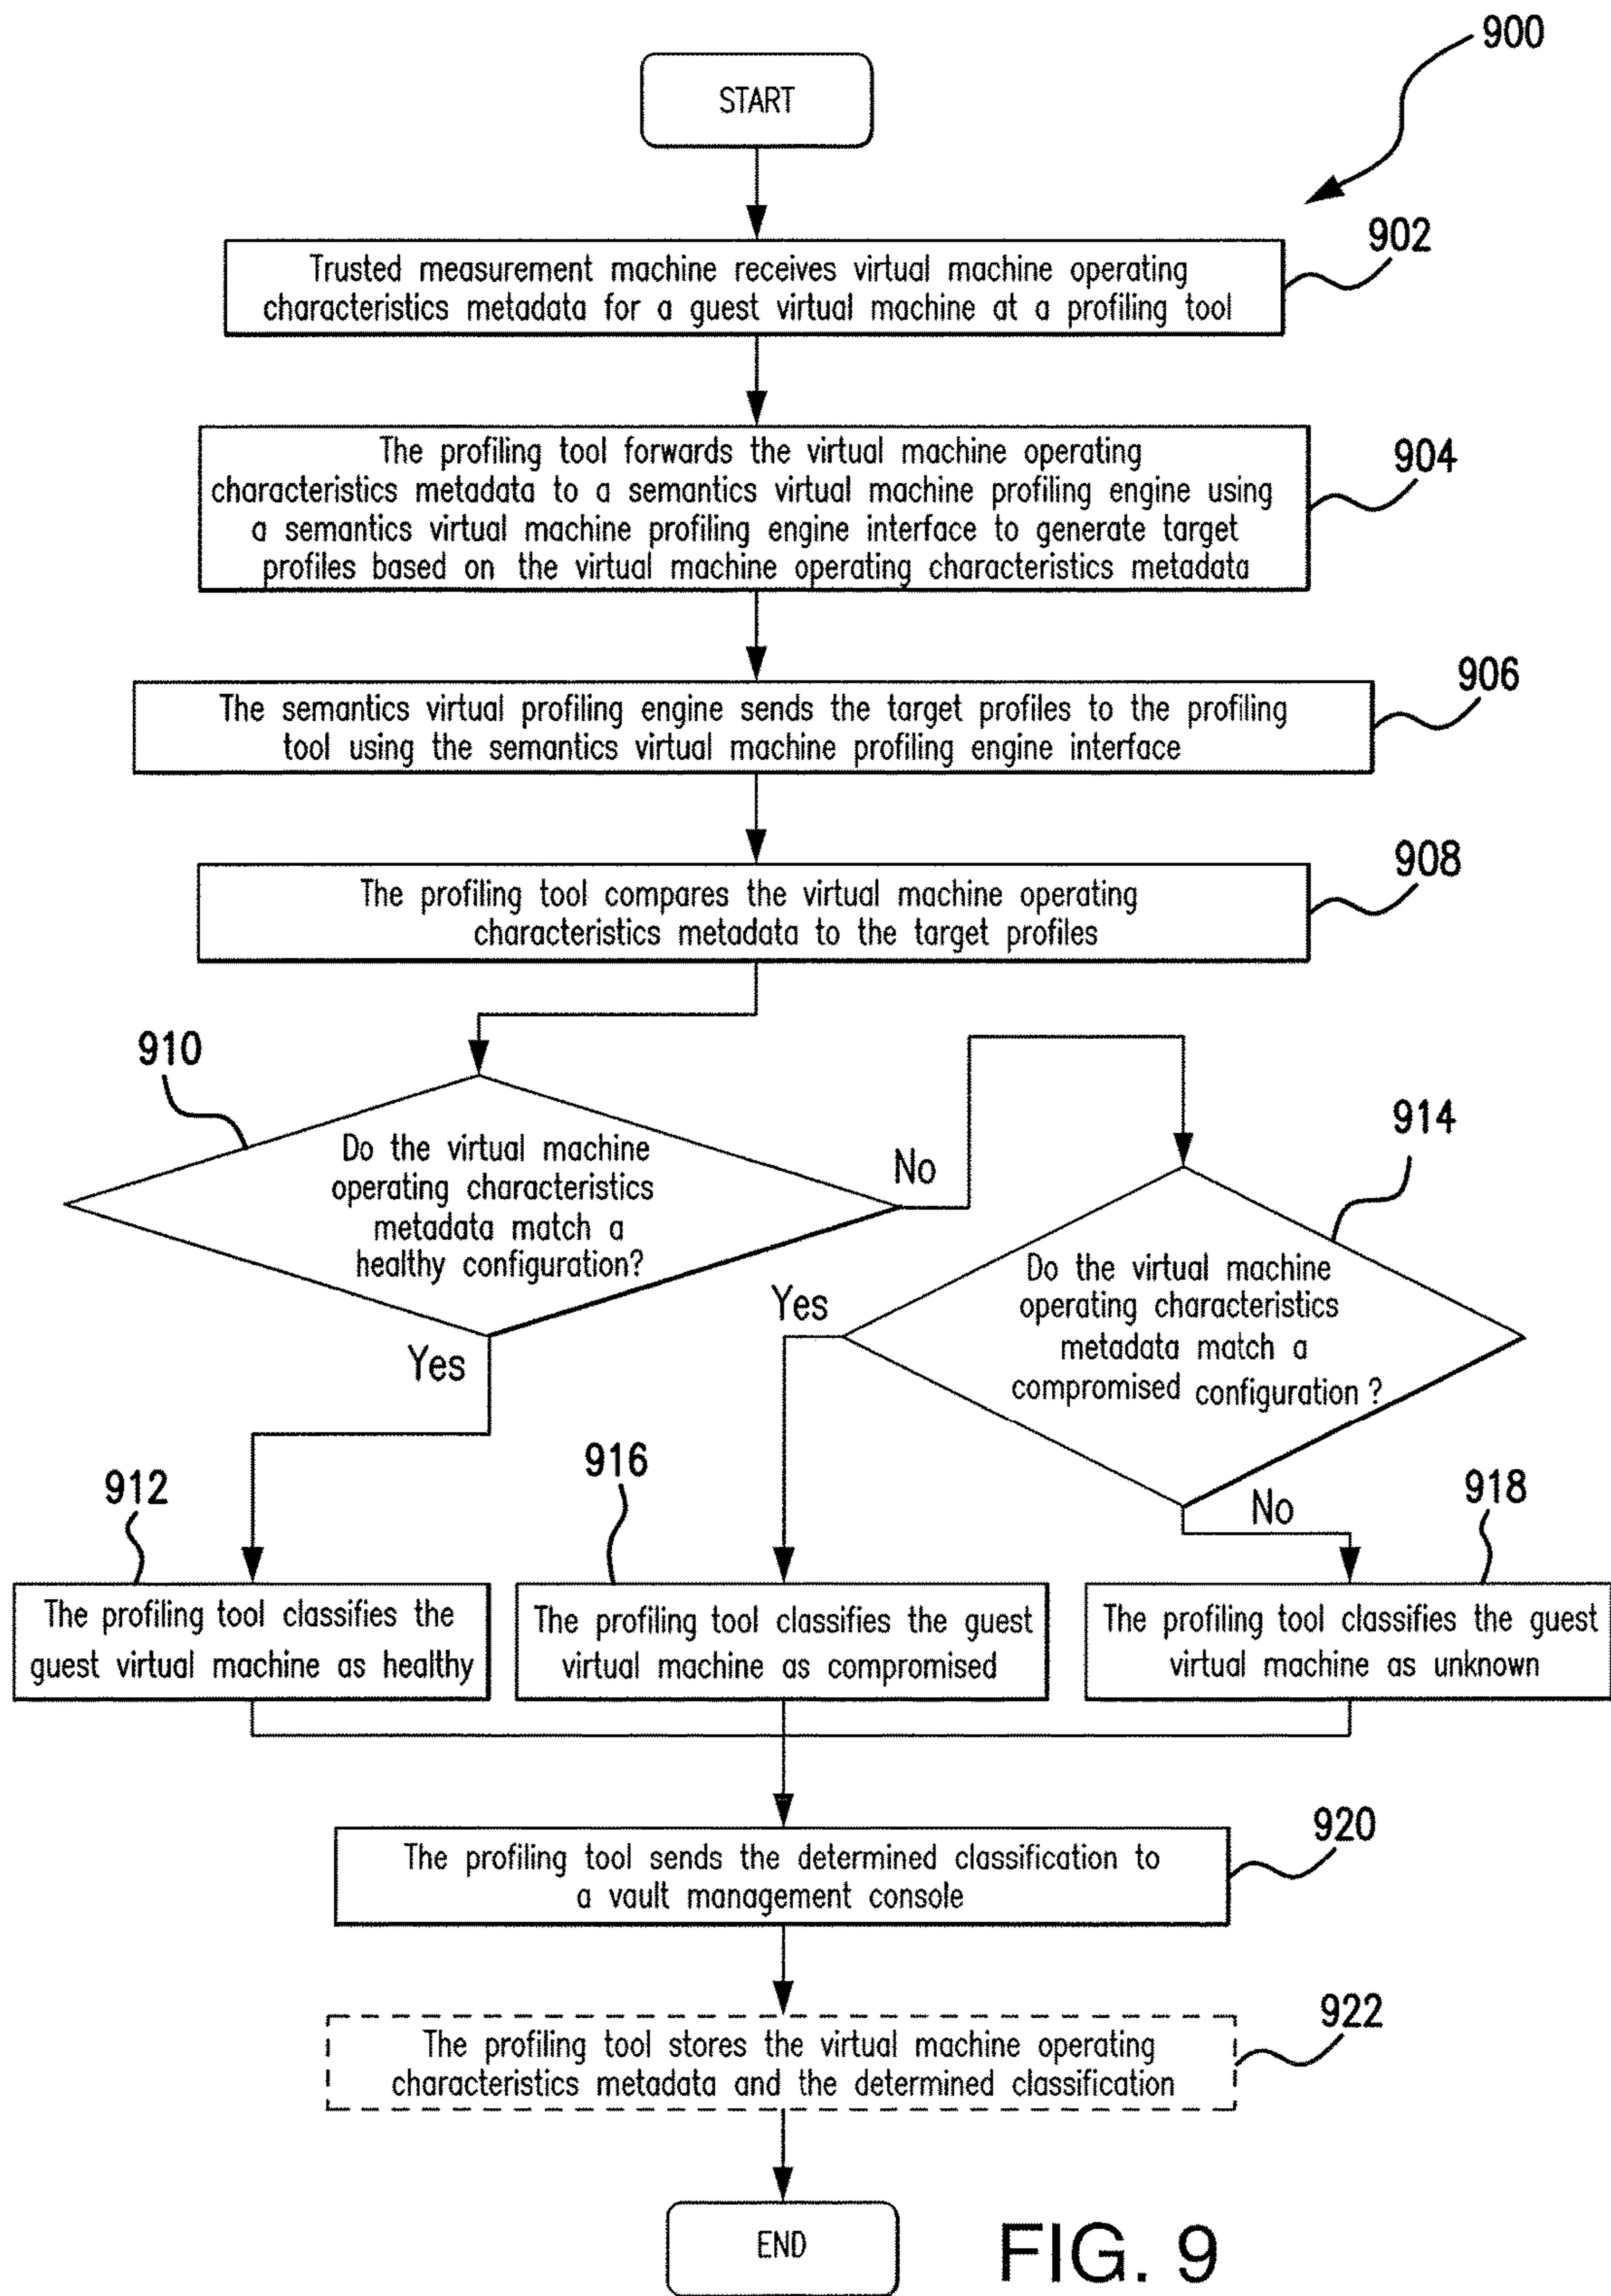 900
START
902
Trusted measurement machine receives virtual machine operating
characteristics metadata for a guest virtual machine at a profiling tool
904
The profiling tool forwards the virtual machine operating
characteristics metadata to a semantics virtual machine profiling engine using
a semantics virtual machine profiling engine interface to generate target
profiles based on the virtual machine operating characteristics metadata
906
The semantics virtual profiling engine sends the target profiles to the profiling
tool using the semantics virtual machine profiling engine interface
908
The profiling tool compares the virtual machine operating
characteristics metadata to the target profiles
910
Do the virtual machine
operating characteristics
metadata match a
healthy configuration?
No
Yes
914
Do the virtual machine
operating characteristics
metadata match a
compromised configuration?
Yes
No
912
The profiling tool classifies the
guest virtual machine as healthy
916
The profiling tool classifies the guest
virtual machine as compromised
918
The profiling tool classifies the guest
virtual machine as unknown
920
The profiling tool sends the determined classification to
a vault management console
922
The profiling tool stores the virtual machine operating
characteristics metadata and the determined classification
END
FIG. 9